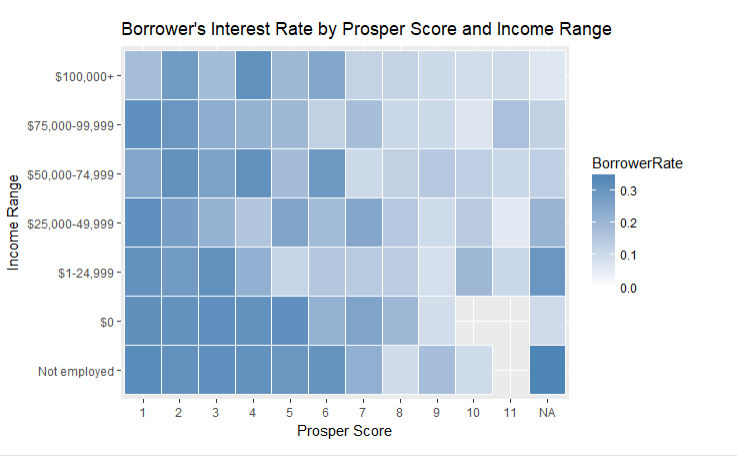 Borrower's Interest Rate by Prosper Score and Income Range
Income Range
$100,000+
$75,000-99,999
$50,000-74,999
$25,000-49,999
$1-24,999
$0
Not employed
1 2 3 4 5 6 7 8 9 10 11 NA
Prosper Score
BorrowerRate
0.3
0.2
0.1
0.0